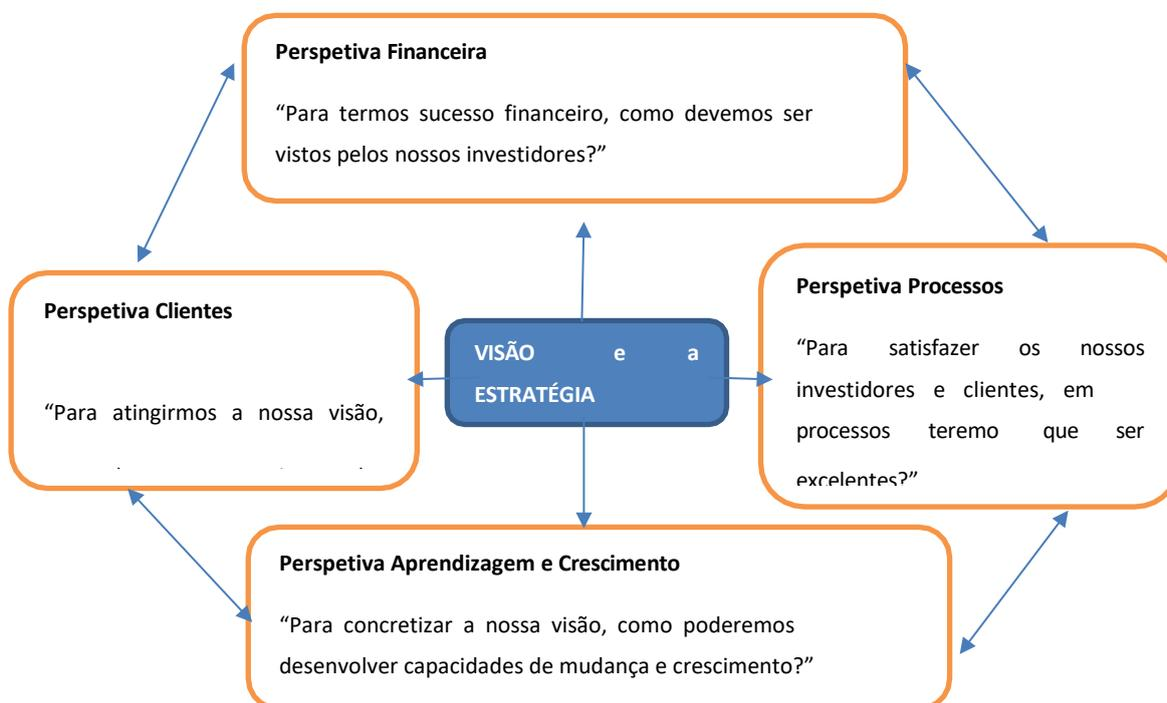 Perspetiva Financeira
“Para termos sucesso financeiro, como devemos ser
vistos pelos nossos investidores?”
Perspetiva Clientes
“Para atingirmos a nossa visão,
VISÃO e a
ESTRATÉGIA
Perspetiva Processos
“Para satisfazer os nossos
investidores e clientes, em
processos teremo que ser
excelentes?”
Perspetiva Aprendizagem e Crescimento
“Para concretizar a nossa visão, como poderemos
desenvolver capacidades de mudança e crescimento?”